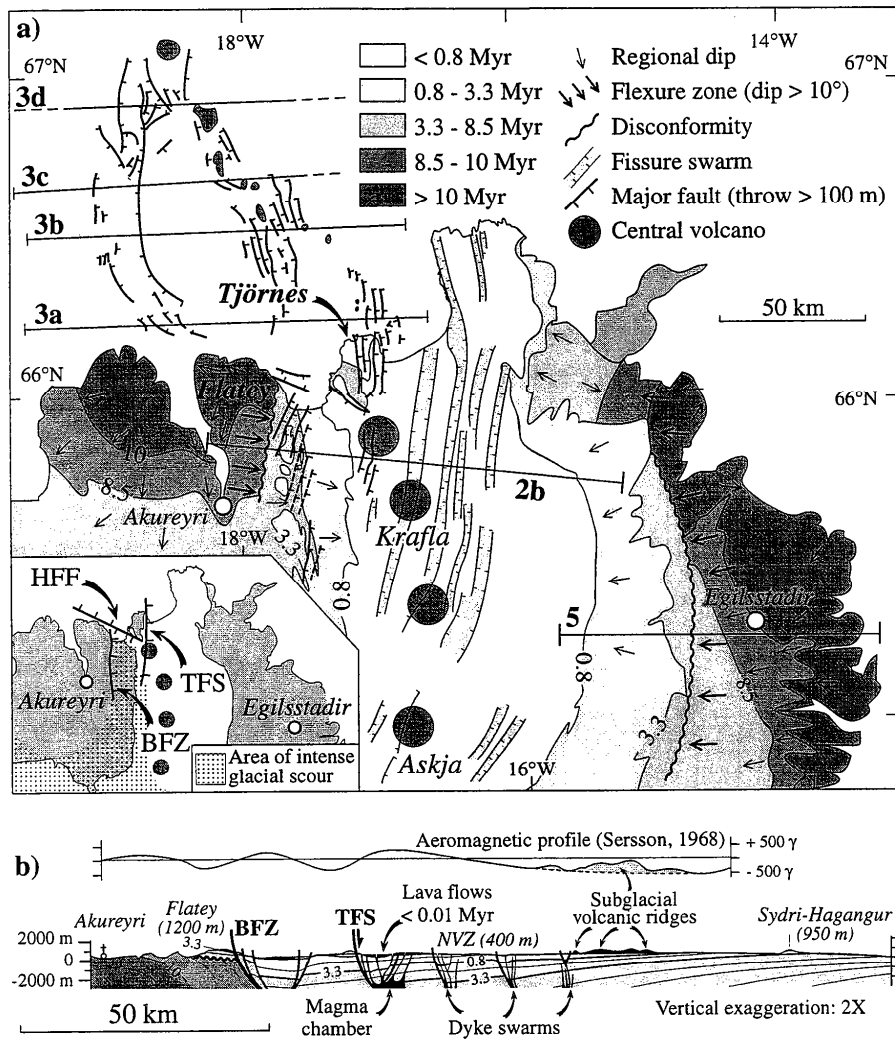 a)
18°W
14°W
67°N
67°N
< 0.8 Myr
0.8 - 3.3 Myr
3.3 - 8.5 Myr
8.5 - 10 Myr
> 10 Myr
Regional dip
Flexure zone (dip > 10°)
Disconformity
Fissure swarm
Major fault (throw > 100 m)
Central volcano
3d
3c
3b
3a
Tjörnes
50 km
66°N
66°N
Flatey
10
8.5
Akureyri
18°W
3.3
0.8
2b
Krafla
Egilsstadir
5
0.8
8.5
3.3
16°W
Askja
HFF
TFS
Akureyri
BFZ
Egilsstadir
Area of intense
glacial scour
b)
Aeromagnetic profile (Sersson, 1968)
+ 500 γ
- 500 γ
Akureyri
Flatey
(1200 m)
3.3
BFZ
TFS
Lava flows
< 0.01 Myr
NVZ (400 m)
Subglacial
volcanic ridges
Sydri-Hagangur
(950 m)
2000 m
0
-2000 m
3.3
0.8
3.3
50 km
Magma
chamber
Dyke swarms
Vertical exaggeration: 2X